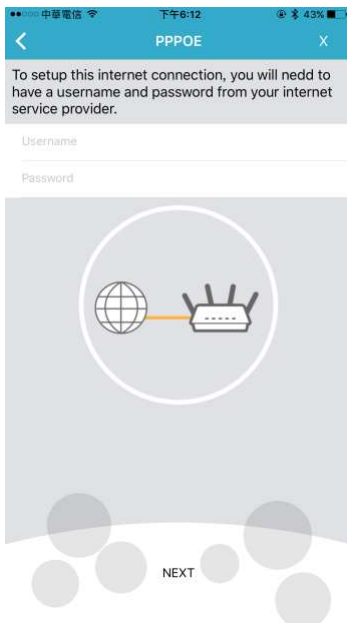 中華電信 下午6:12 43%
PPPOE X
To setup this internet connection, you will nedd to
have a username and password from your internet
service provider.
Username
Password
NEXT